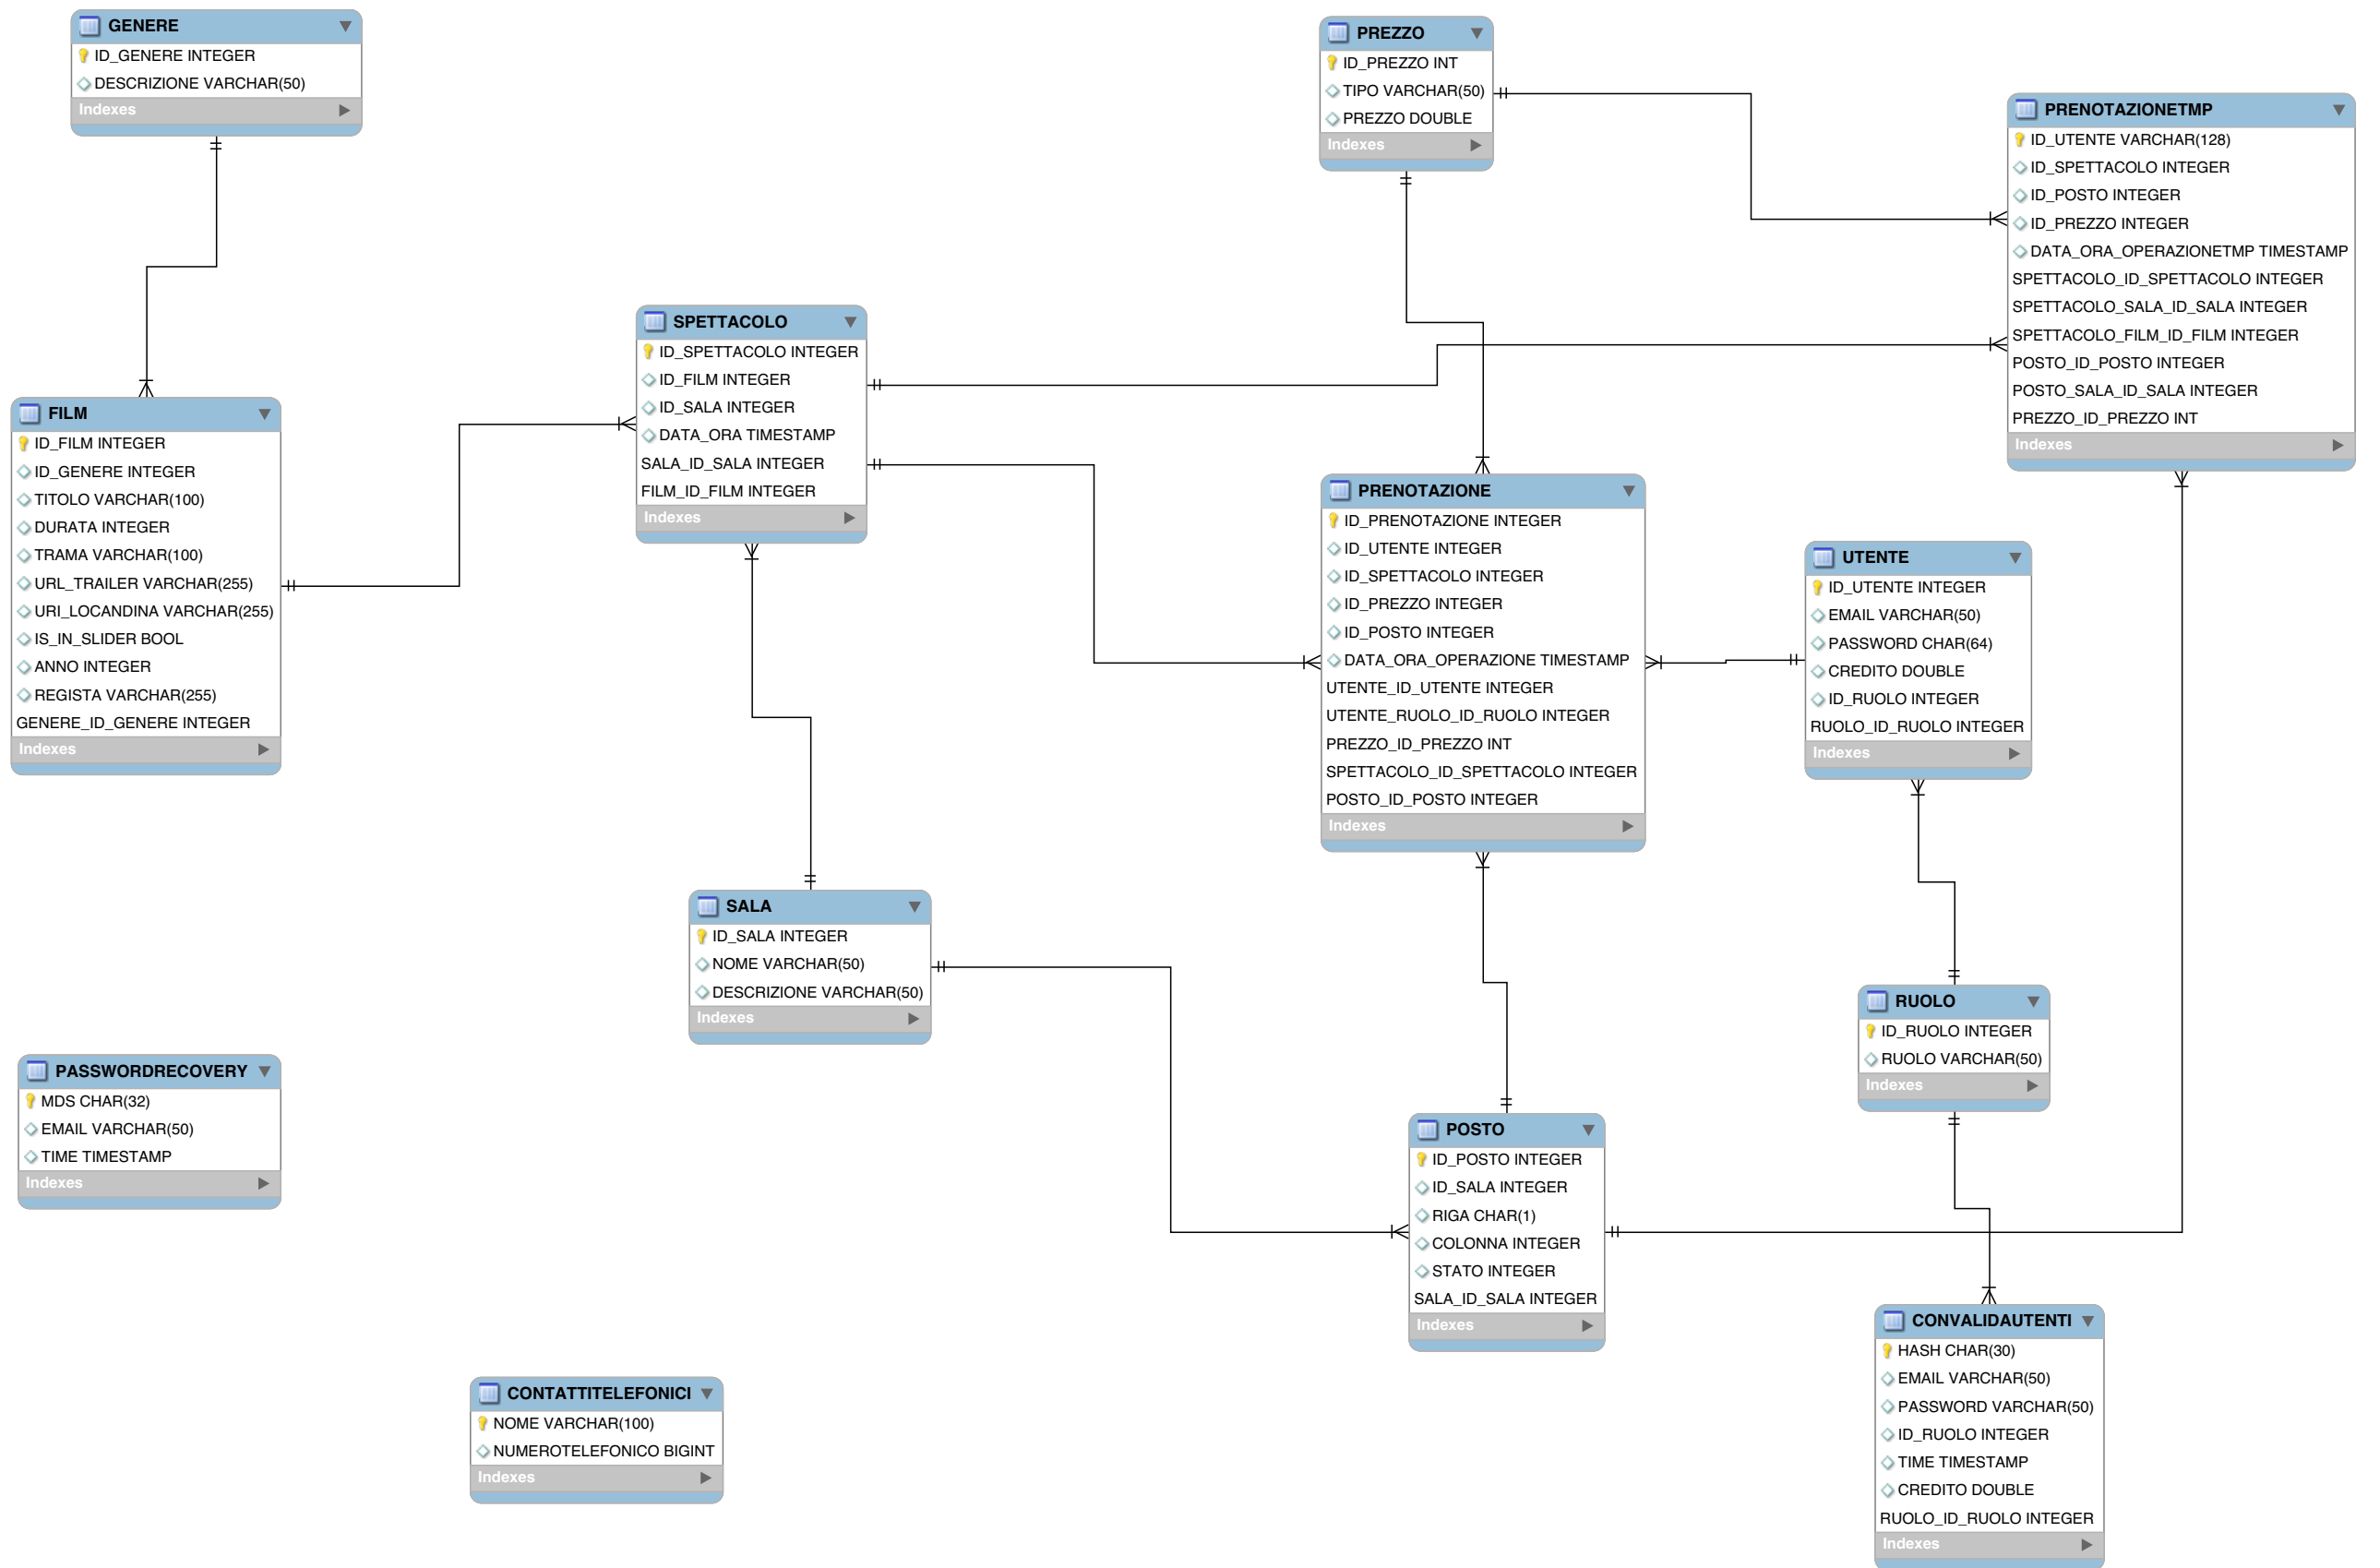 GENERE
ID_GENERE INTEGER
DESCRIZIONE VARCHAR(50)
Indexes
PREZZO
ID_PREZZO INT
TIPO VARCHAR(50)
PREZZO DOUBLE
Indexes
PRENOTAZIONETMP
ID_UTENTE VARCHAR(128)
ID_SPETTACOLO INTEGER
ID_POSTO INTEGER
ID_PREZZO INTEGER
DATA_ORA_OPERAZIONETMP TIMESTAMP
SPETTACOLO_ID_SPETTACOLO INTEGER
SPETTACOLO_SALA_ID_SALA INTEGER
SPETTACOLO_FILM_ID_FILM INTEGER
POSTO_ID_POSTO INTEGER
POSTO_SALA_ID_SALA INTEGER
PREZZO_ID_PREZZO INT
Indexes
SPETTACOLO
ID_SPETTACOLO INTEGER
ID_FILM INTEGER
ID_SALA INTEGER
DATA_ORA TIMESTAMP
SALA_ID_SALA INTEGER
FILM_ID_FILM INTEGER
Indexes
FILM
ID_FILM INTEGER
ID_GENERE INTEGER
TITOLO VARCHAR(100)
DURATA INTEGER
TRAMA VARCHAR(100)
URL_TRAILER VARCHAR(255)
URI_LOCANDINA VARCHAR(255)
IS_IN_SLIDER BOOL
ANNO INTEGER
REGISTA VARCHAR(255)
GENERE_ID_GENERE INTEGER
Indexes
PRENOTAZIONE
ID_PRENOTAZIONE INTEGER
ID_UTENTE INTEGER
ID_SPETTACOLO INTEGER
ID_PREZZO INTEGER
ID_POSTO INTEGER
DATA_ORA_OPERAZIONE TIMESTAMP
UTENTE_ID_UTENTE INTEGER
UTENTE_RUOLO_ID_RUOLO INTEGER
PREZZO_ID_PREZZO INT
SPETTACOLO_ID_SPETTACOLO INTEGER
POSTO_ID_POSTO INTEGER
Indexes
UTENTE
ID_UTENTE INTEGER
EMAIL VARCHAR(50)
PASSWORD CHAR(64)
CREDITO DOUBLE
ID_RUOLO INTEGER
RUOLO_ID_RUOLO INTEGER
Indexes
SALA
ID_SALA INTEGER
NOME VARCHAR(50)
DESCRIZIONE VARCHAR(50)
Indexes
RUOLO
ID_RUOLO INTEGER
RUOLO VARCHAR(50)
Indexes
PASSWORDRECOVERY
MDS CHAR(32)
EMAIL VARCHAR(50)
TIME TIMESTAMP
Indexes
POSTO
ID_POSTO INTEGER
ID_SALA INTEGER
RIGA CHAR(1)
COLONNA INTEGER
STATO INTEGER
SALA_ID_SALA INTEGER
Indexes
CONVALIDAUTENTI
HASH CHAR(30)
EMAIL VARCHAR(50)
PASSWORD VARCHAR(50)
ID_RUOLO INTEGER
TIME TIMESTAMP
CREDITO DOUBLE
RUOLO_ID_RUOLO INTEGER
Indexes
CONTATTITELEFONICI
NOME VARCHAR(100)
NUMEROTELEFONICO BIGINT
Indexes